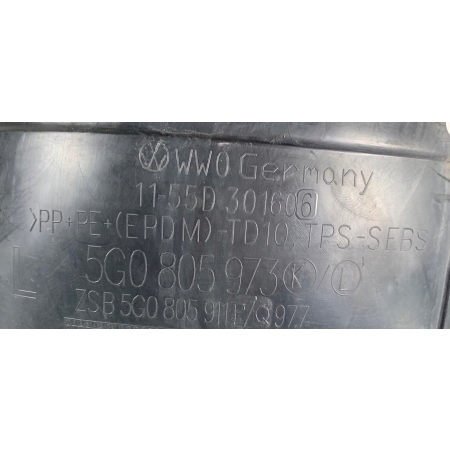 WWO Germany
11-55D 30160 6
>PP+PE+(EPDM)-TD10, TPS-SEBS
L 5G0 805 973 K/L
ZSB 5G0 805 911 /Q 977